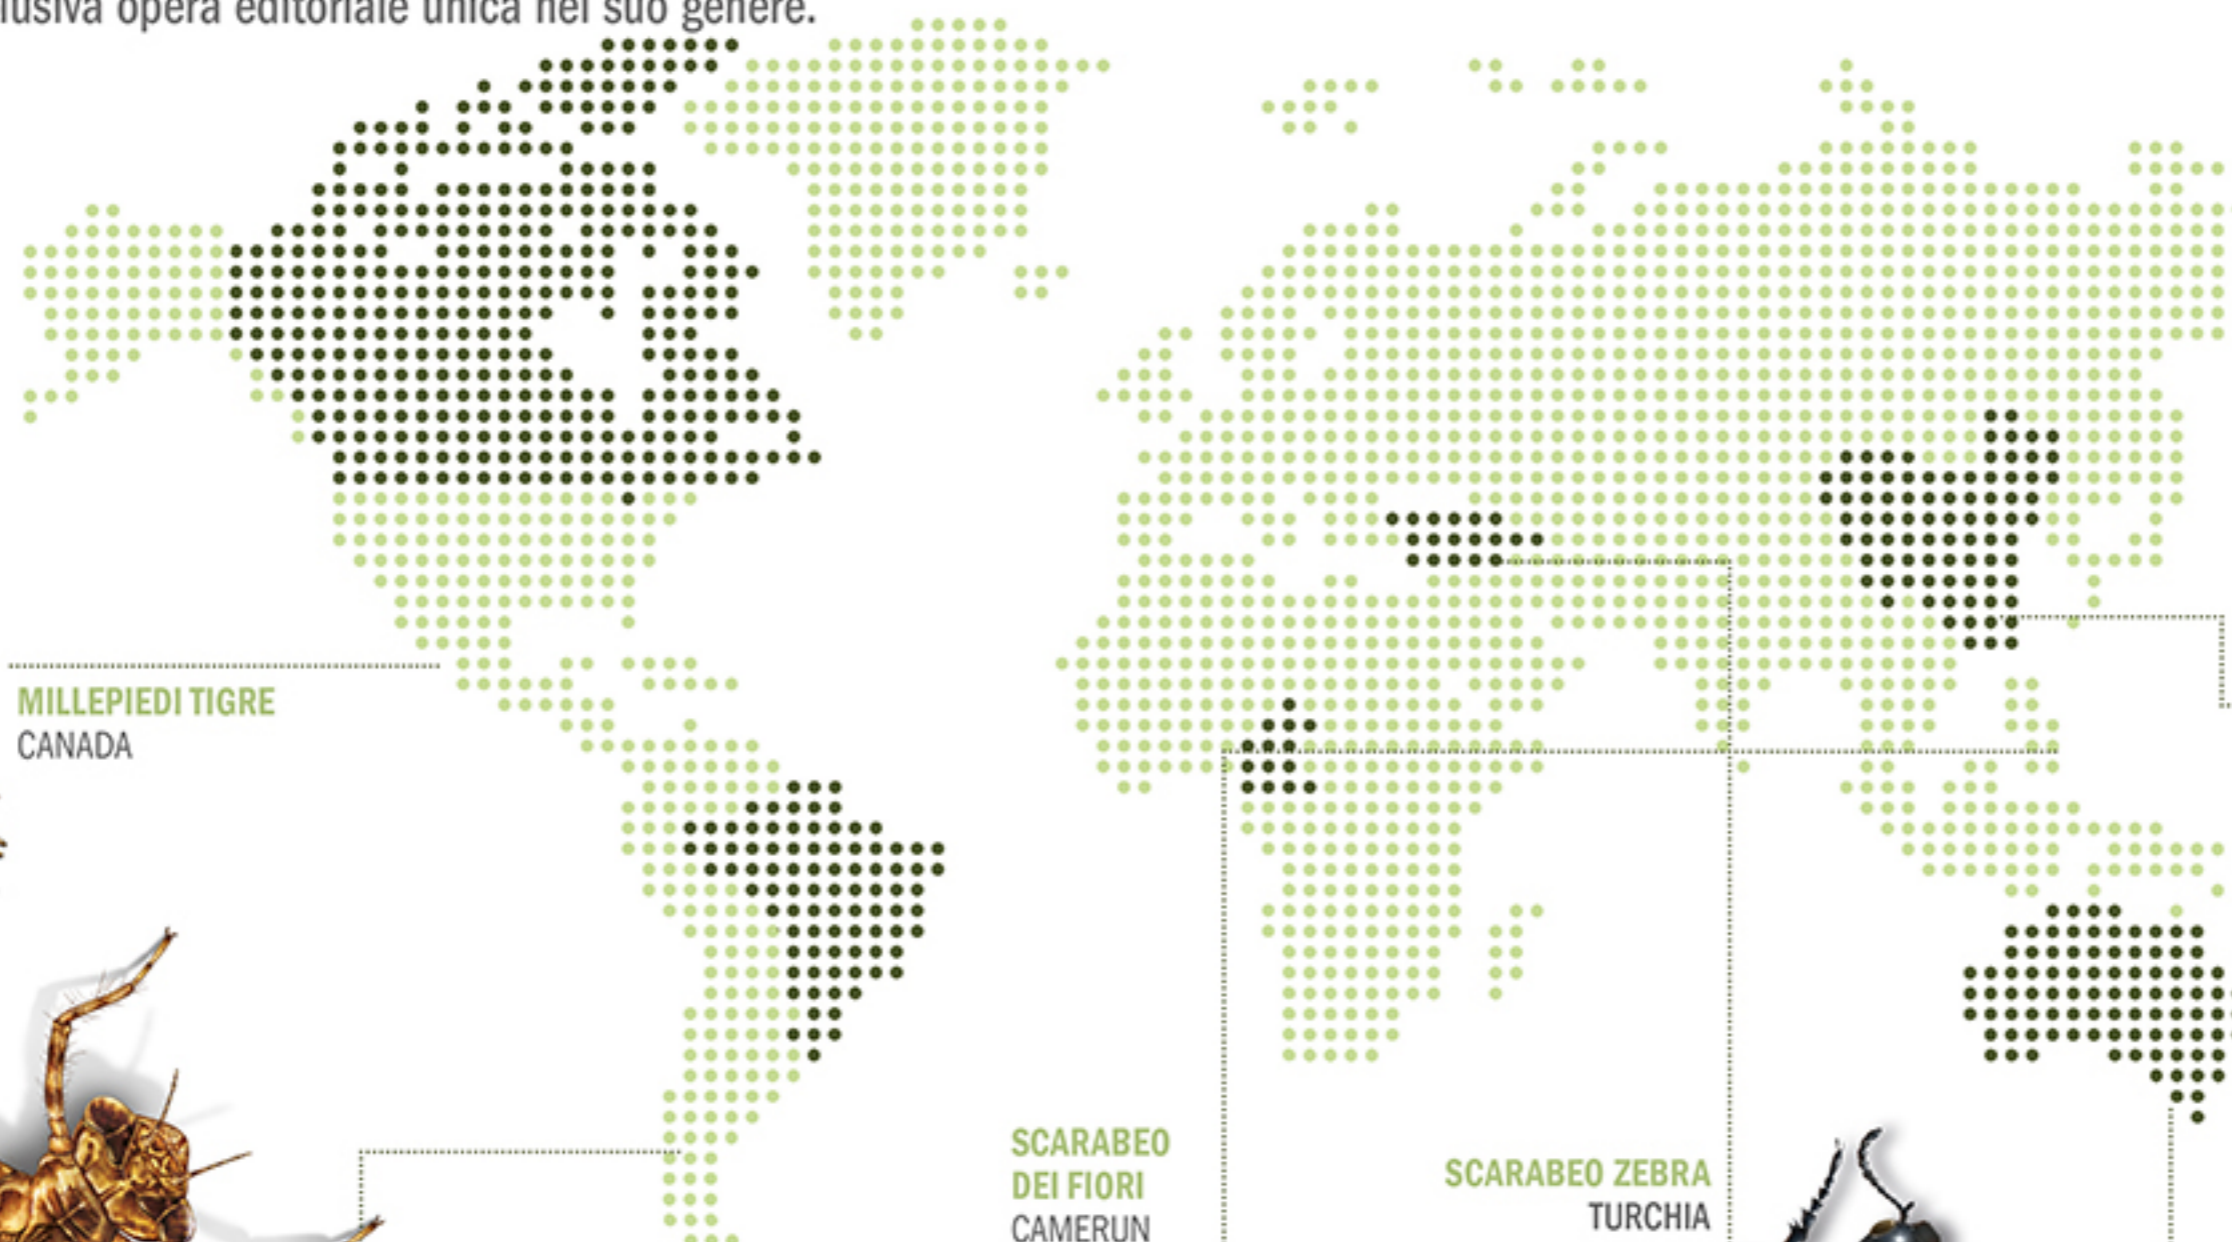 lusiva opera editoriale unica nel suo genere.
MILLEPIEDI TIGRE
CANADA
SCARABEO
DEI FIORI
CAMERUN
SCARABEO ZEBRA
TURCHIA